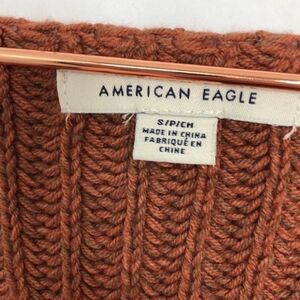 AMERICAN EAGLE
S/P/CH
MADE IN CHINA
FABRIQUÉ EN
CHINE